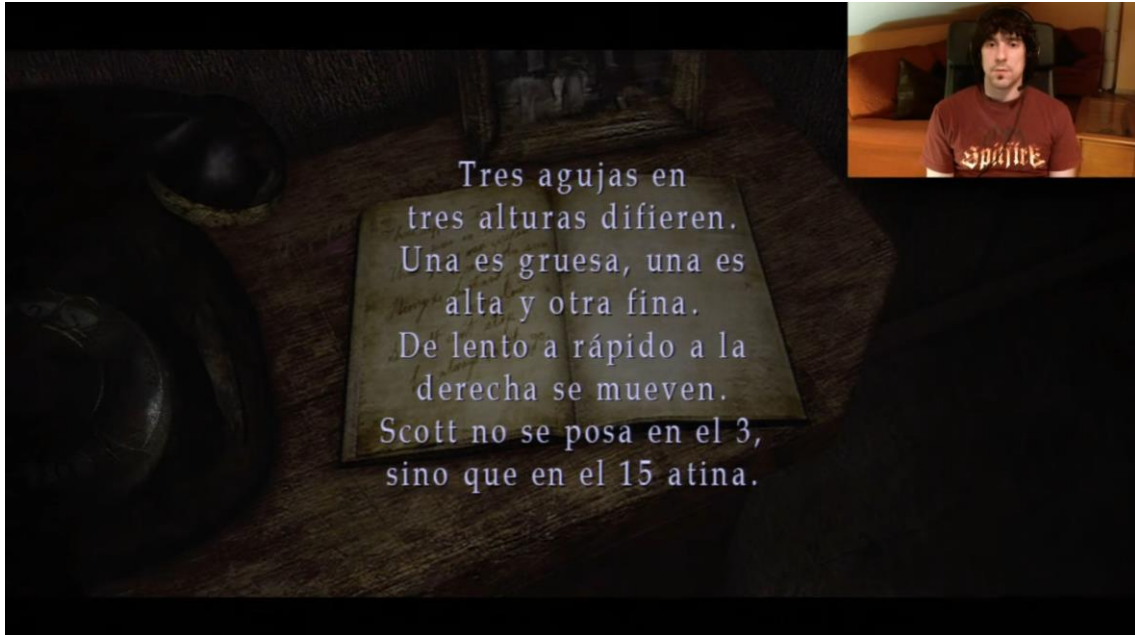 Tres agujas en
tres alturas difieren.
Una es gruesa, una es
alta y otra fina.
De lento a rápido a la
derecha se mueven.
Scott no se posa en el 3,
sino que en el 15 atina.
Spitfire